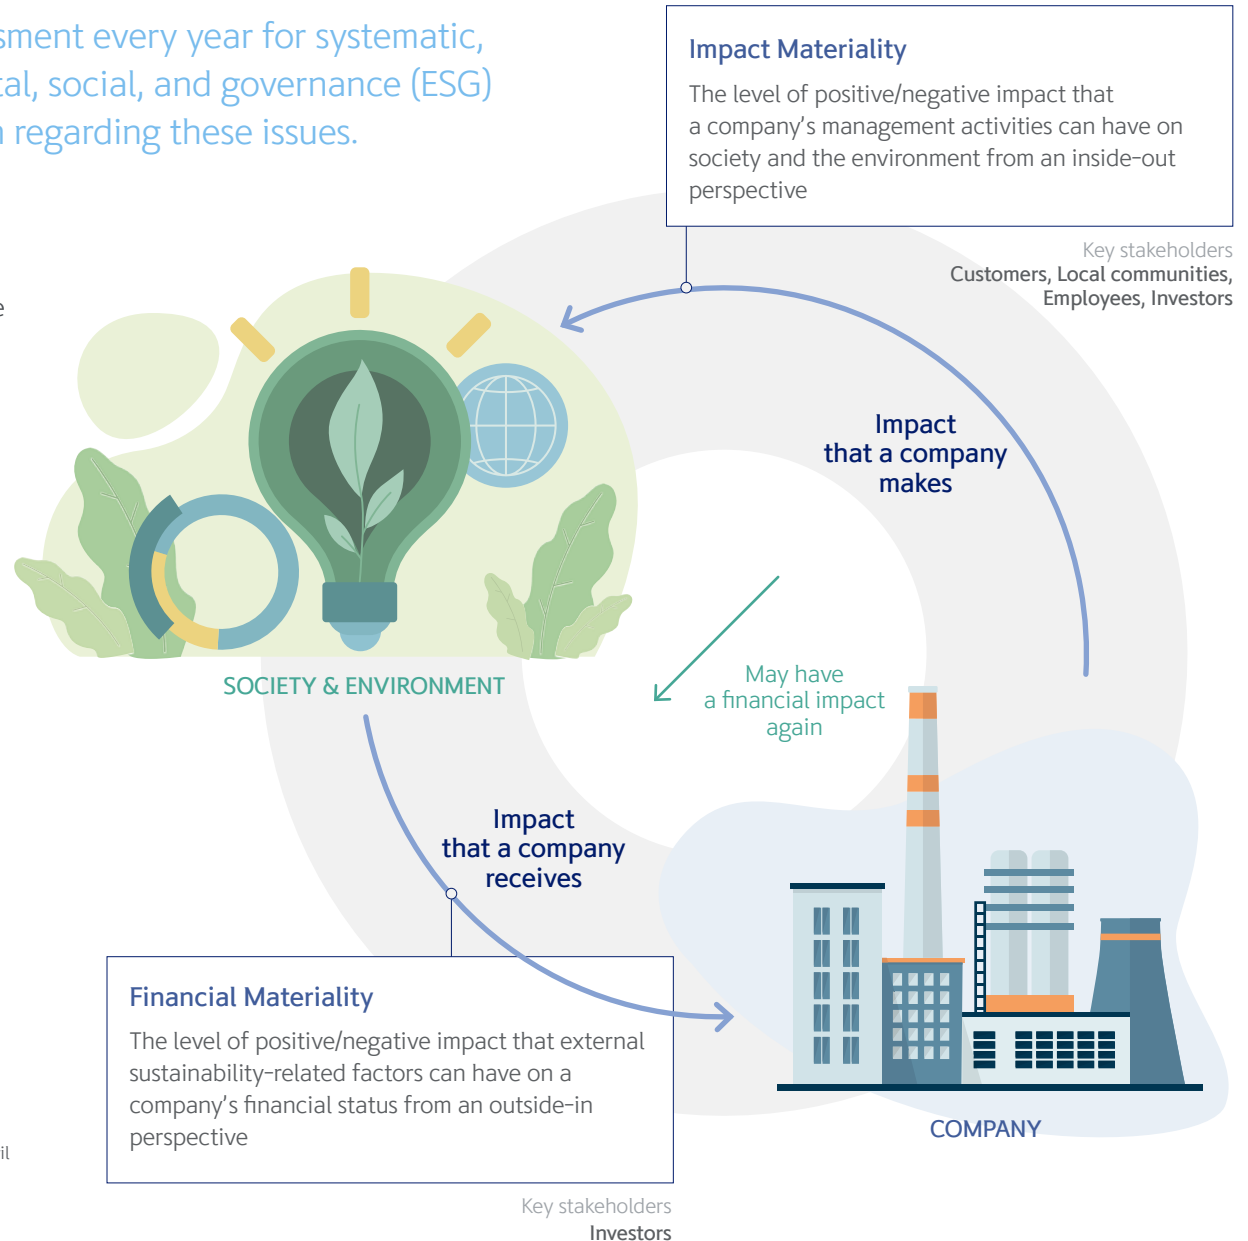 sment every year for systematic,
tal, social, and governance (ESG)
n regarding these issues.
e
Impact Materiality
The level of positive/negative impact that
a company's management activities can have on
society and the environment from an inside-out
perspective
Key stakeholders
Customers, Local communities,
Employees, Investors
Impact
that a company
makes
May have
a financial impact
again
SOCIETY & ENVIRONMENT
Impact
that a company
receives
Financial Materiality
The level of positive/negative impact that external
sustainability-related factors can have on a
company's financial status from an outside-in
perspective
COMPANY
il
Key stakeholders
Investors